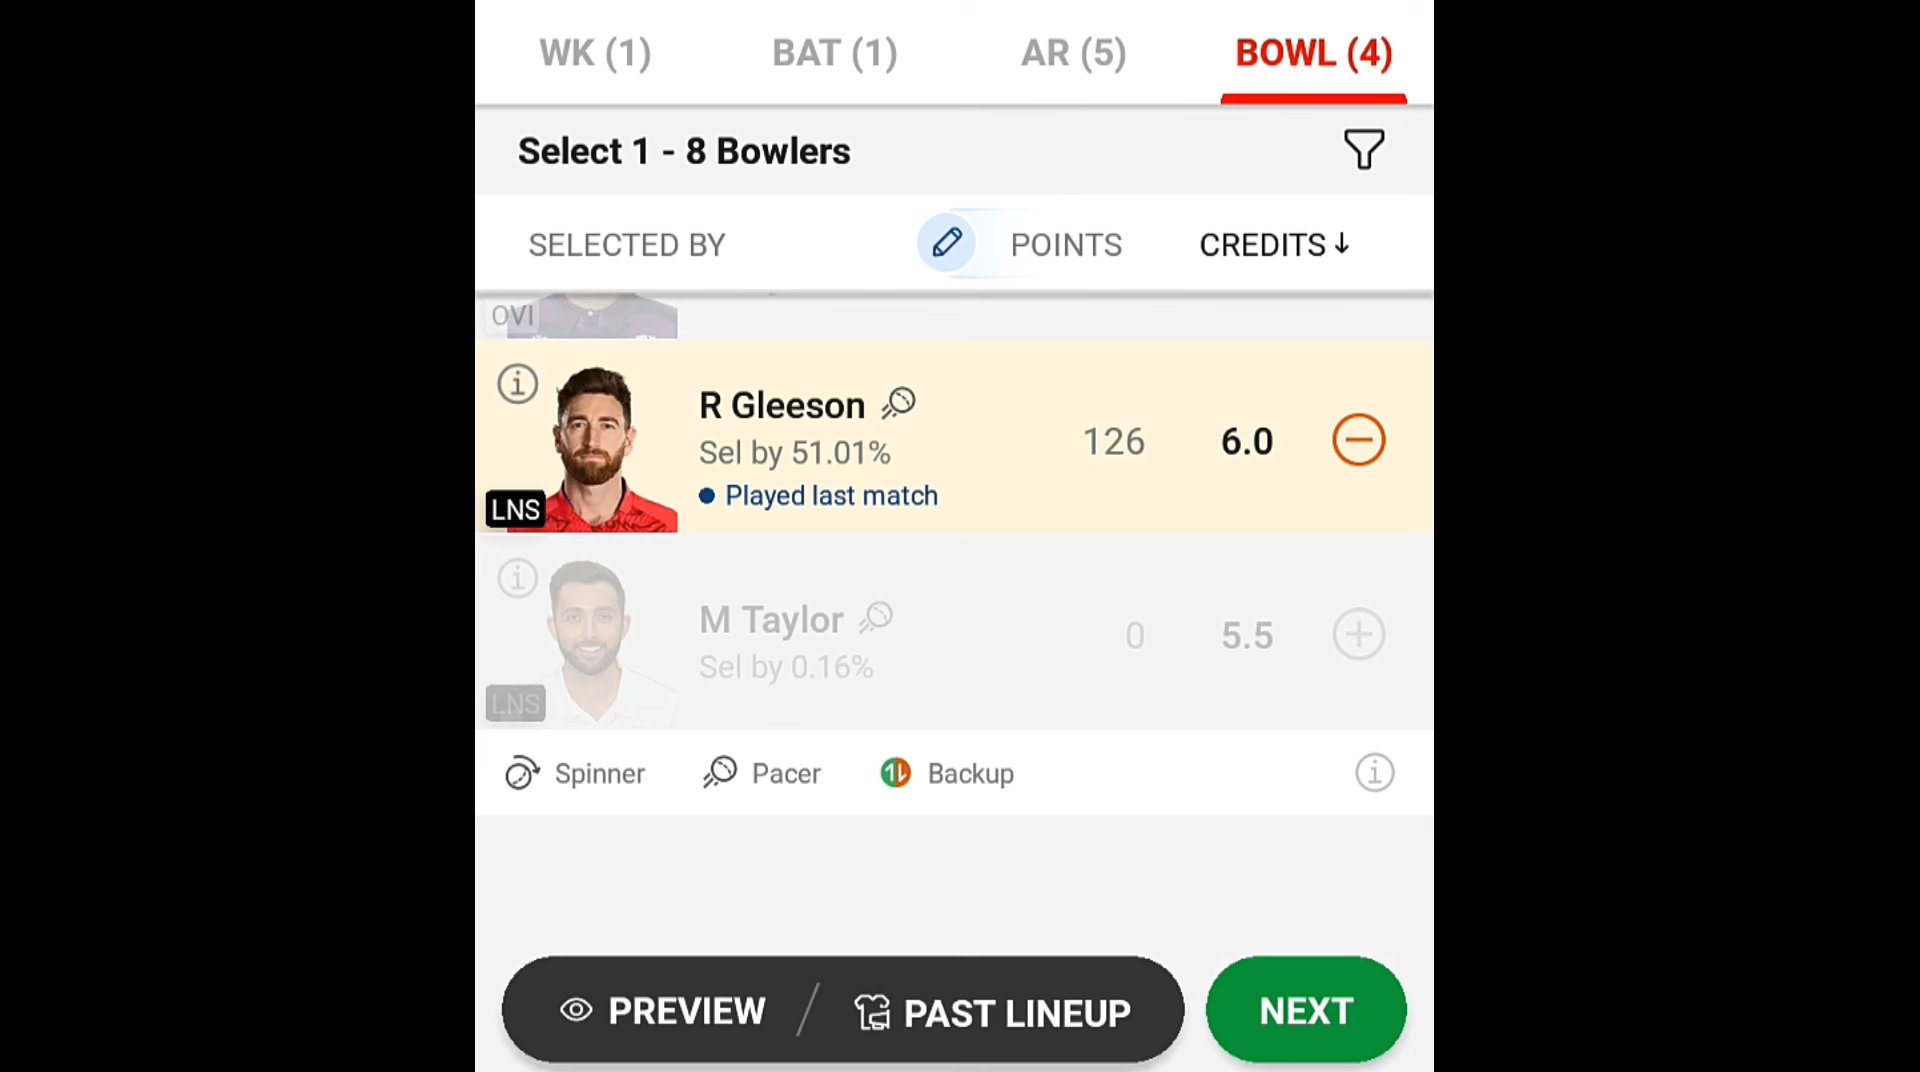 WK (1) BAT (1) AR (5) BOWL (4)
Select 1 - 8 Bowlers
SELECTED BY POINTS CREDITS↓
OVI
R Gleeson
Sel by 51.01%
Played last match
126 6.0
LNS
M Taylor
Sel by 0.16%
0 5.5
LNS
Spinner Pacer Backup
PREVIEW / PAST LINEUP NEXT